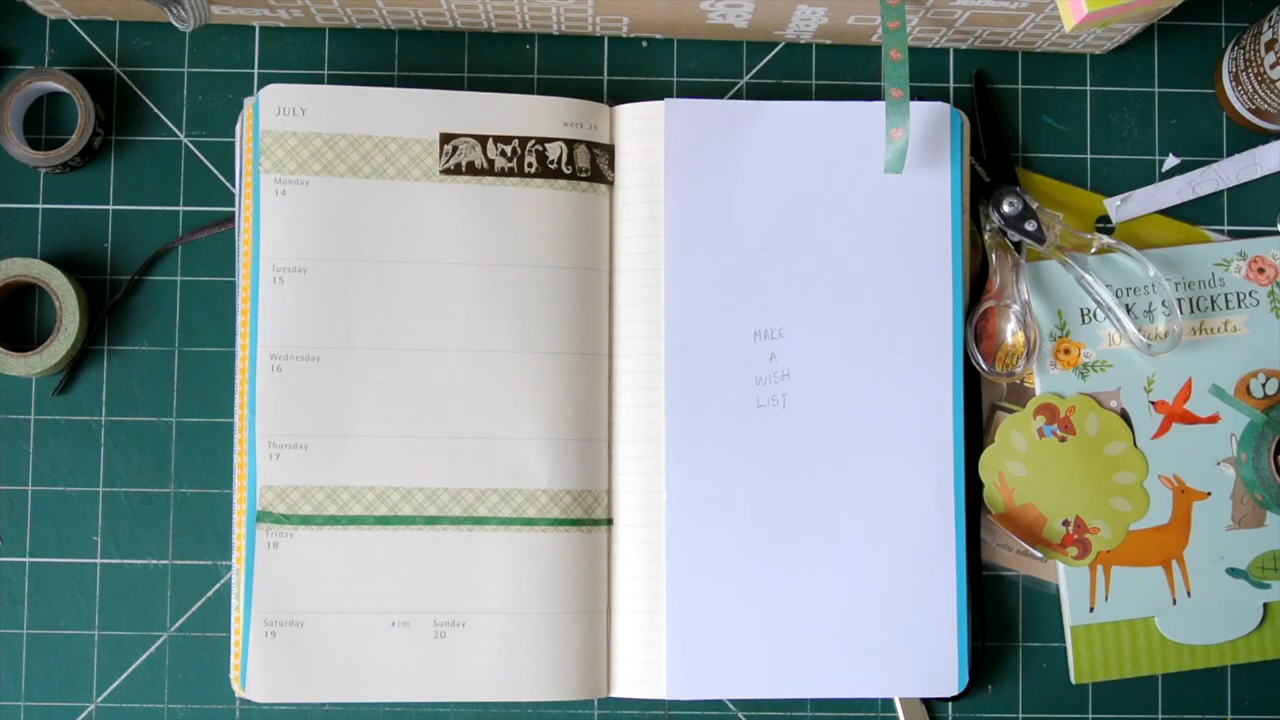 JULY
week 29
Monday
14
Tuesday
15
Wednesday
16
Thursday
17
Friday
18
Saturday
19
Sunday
20
MAKE
A
WISH
LIST
Forest Friends
BOOK of STICKERS
10 sticker sheets